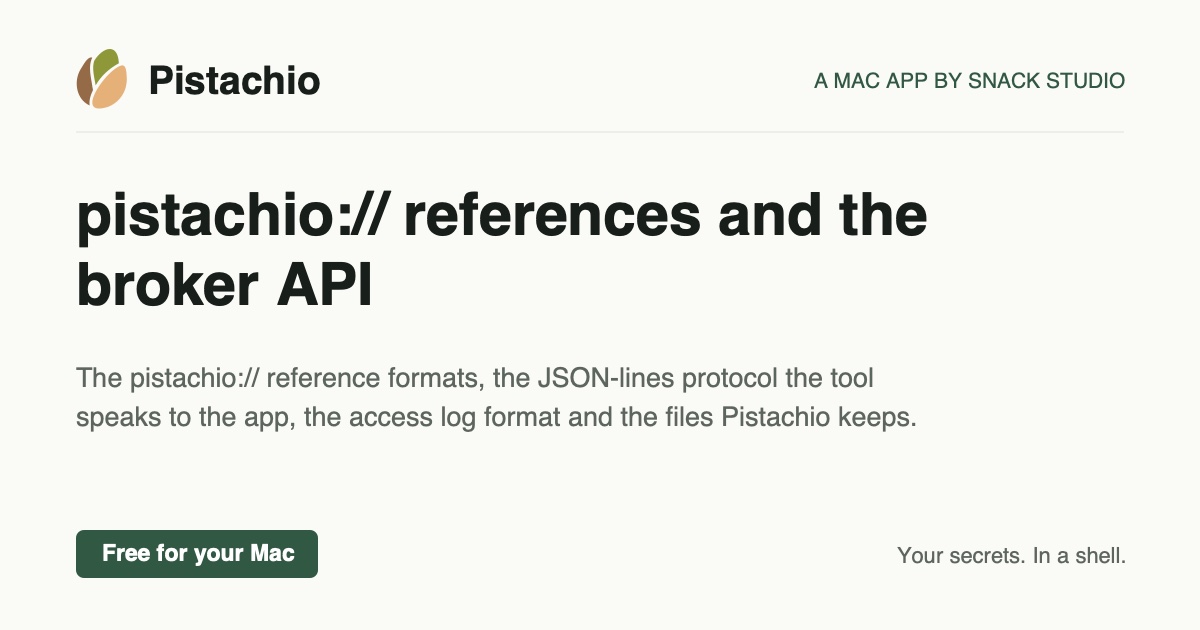 Pistachio
A MAC APP BY SNACK STUDIO
pistachio:// references and the
broker API
The pistachio:// reference formats, the JSON-lines protocol the tool
speaks to the app, the access log format and the files Pistachio keeps.
Free for your Mac
Your secrets. In a shell.